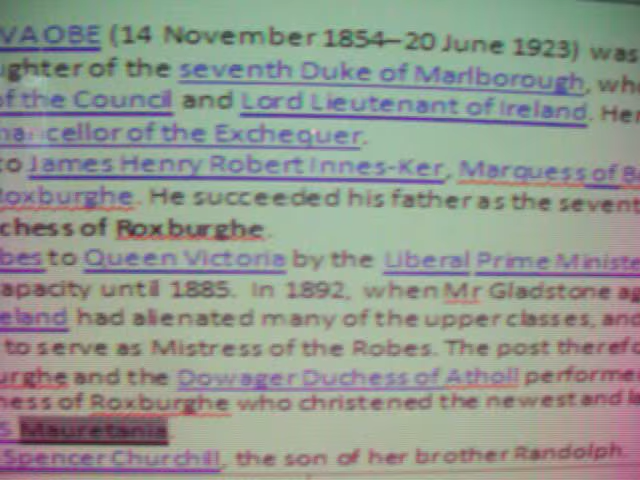 VA OBE (14 November 1854–20 June 1923) was
ughter of the seventh Duke of Marlborough, who
of the Council and Lord Lieutenant of Ireland. Her
hancellor of the Exchequer.
to James Henry Robert Innes-Ker, Marquess of B
Roxburghe. He succeeded his father as the sevent
chess of Roxburghe.
bes to Queen Victoria by the Liberal Prime Ministe
apacity until 1885. In 1892, when Mr Gladstone ag
eland had alienated many of the upper classes, and
to serve as Mistress of the Robes. The post therefo
urghe and the Dowager Duchess of Atholl performe
hess of Roxburghe who christened the newest and la
S Mauretania.
Spencer Churchill, the son of her brother Randolph.